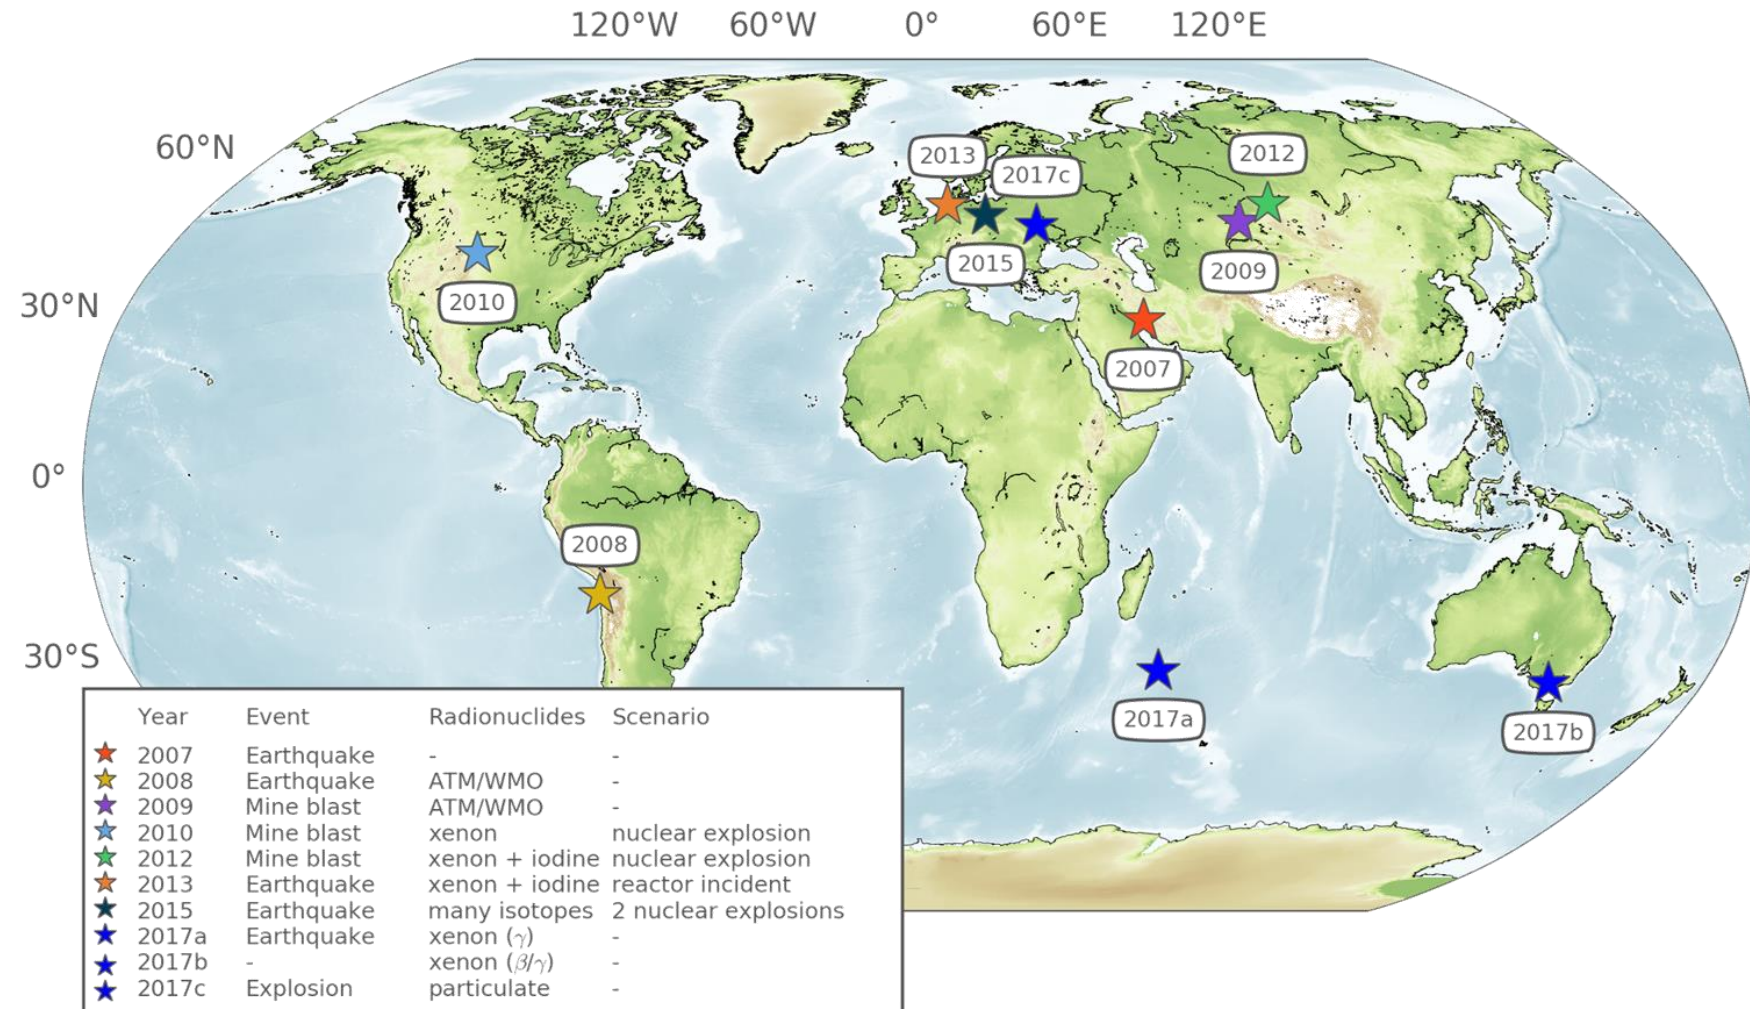 120°W 60°W 0° 60°E 120°E
60°N
30°N
0°
30°S
2013
2017c
2012
2015
2009
2010
2007
2008
2017a
2017b
Year Event Radionuclides Scenario
2007 Earthquake - -
2008 Earthquake ATM/WMO -
2009 Mine blast ATM/WMO -
2010 Mine blast xenon nuclear explosion
2012 Mine blast xenon + iodine nuclear explosion
2013 Earthquake xenon + iodine reactor incident
2015 Earthquake many isotopes 2 nuclear explosions
2017a Earthquake xenon (γ) -
2017b - xenon (β/γ) -
2017c Explosion particulate -